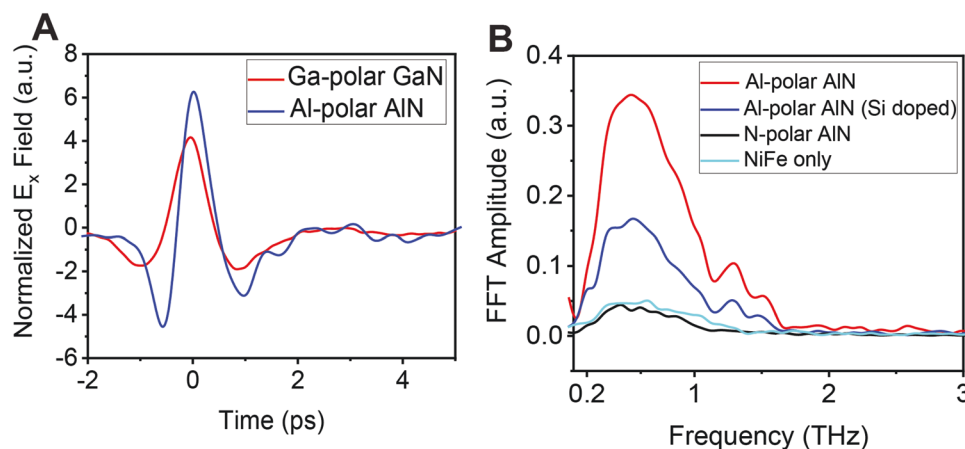 A
Normalized Eₓ Field (a.u.)
8
6
4
2
0
-2
-4
-6
-2
0
2
4
Time (ps)
Ga-polar GaN
Al-polar AlN
B
FFT Amplitude (a.u.)
0.4
0.3
0.2
0.1
0.0
0.2
1
2
3
Frequency (THz)
Al-polar AlN
Al-polar AlN (Si doped)
N-polar AlN
NiFe only